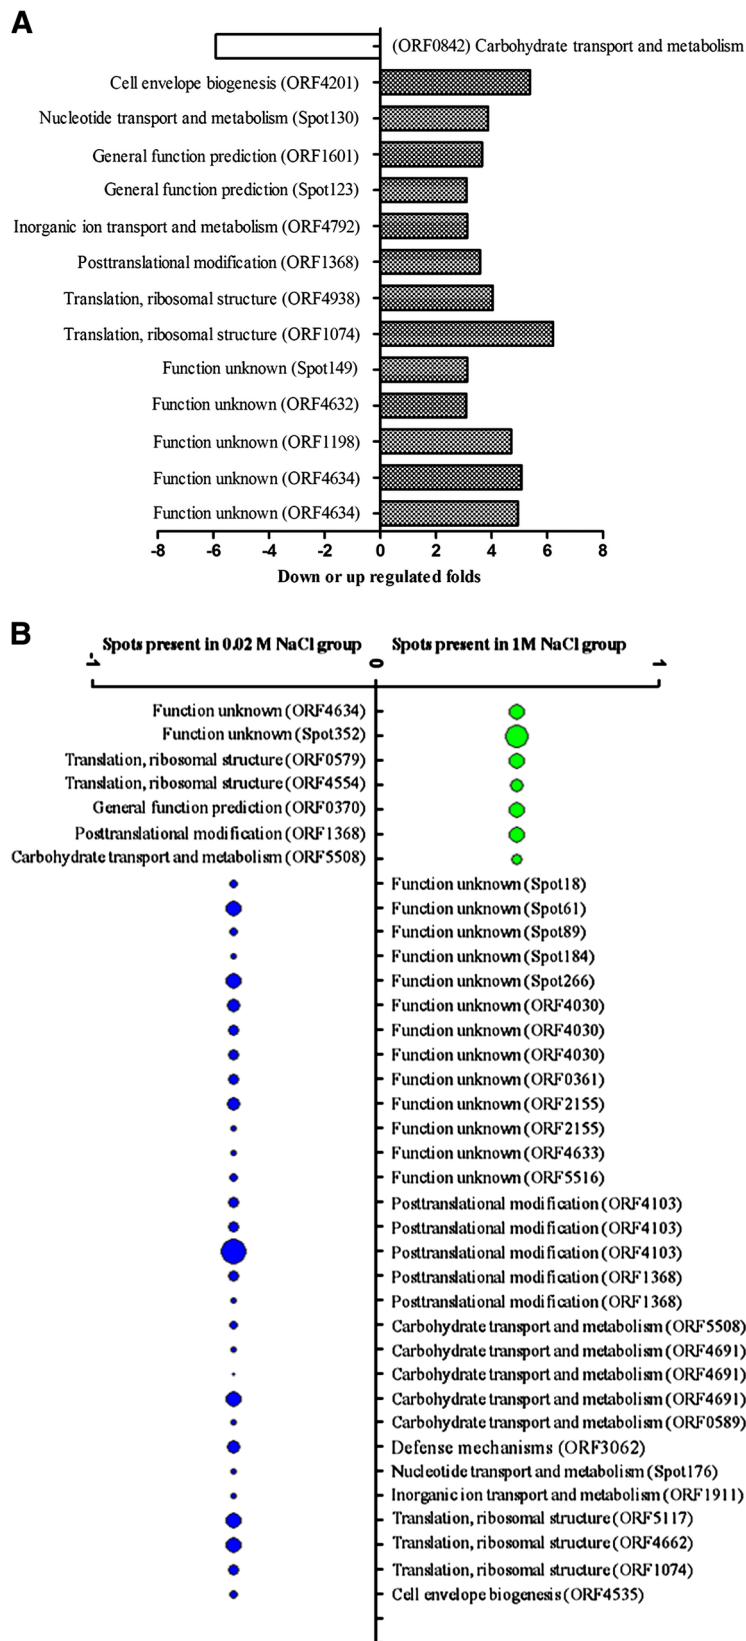 A
(ORF0842) Carbohydrate transport and metabolism
Cell envelope biogenesis (ORF4201)
Nucleotide transport and metabolism (Spot130)
General function prediction (ORF1601)
General function prediction (Spot123)
Inorganic ion transport and metabolism (ORF4792)
Posttranslational modification (ORF1368)
Translation, ribosomal structure (ORF4938)
Translation, ribosomal structure (ORF1074)
Function unknown (Spot149)
Function unknown (ORF4632)
Function unknown (ORF1198)
Function unknown (ORF4634)
Function unknown (ORF4634)
-8 -6 -4 -2 0 2 4 6 8
Down or up regulated folds
B
Spots present in 0.02 M NaCl group Spots present in 1M NaCl group
-1 0 1
Function unknown (ORF4634)
Function unknown (Spot352)
Translation, ribosomal structure (ORF0579)
Translation, ribosomal structure (ORF4554)
General function prediction (ORF0370)
Posttranslational modification (ORF1368)
Carbohydrate transport and metabolism (ORF5508)
Function unknown (Spot18)
Function unknown (Spot61)
Function unknown (Spot89)
Function unknown (Spot184)
Function unknown (Spot266)
Function unknown (ORF4030)
Function unknown (ORF4030)
Function unknown (ORF4030)
Function unknown (ORF0361)
Function unknown (ORF2155)
Function unknown (ORF2155)
Function unknown (ORF4633)
Function unknown (ORF5516)
Posttranslational modification (ORF4103)
Posttranslational modification (ORF4103)
Posttranslational modification (ORF4103)
Posttranslational modification (ORF1368)
Posttranslational modification (ORF1368)
Carbohydrate transport and metabolism (ORF5508)
Carbohydrate transport and metabolism (ORF4691)
Carbohydrate transport and metabolism (ORF4691)
Carbohydrate transport and metabolism (ORF4691)
Carbohydrate transport and metabolism (ORF0589)
Defense mechanisms (ORF3062)
Nucleotide transport and metabolism (Spot176)
Inorganic ion transport and metabolism (ORF1911)
Translation, ribosomal structure (ORF5117)
Translation, ribosomal structure (ORF4662)
Translation, ribosomal structure (ORF1074)
Cell envelope biogenesis (ORF4535)